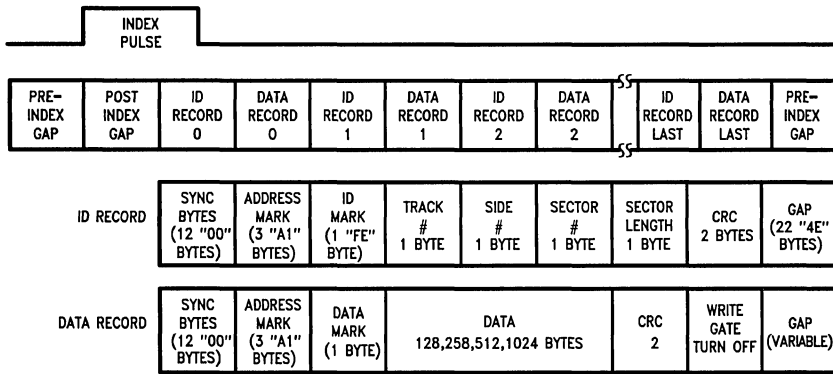 INDEX
PULSE
PRE-
INDEX
GAP
POST
INDEX
GAP
ID
RECORD
0
DATA
RECORD
0
ID
RECORD
1
DATA
RECORD
1
ID
RECORD
2
DATA
RECORD
2
ID
RECORD
LAST
DATA
RECORD
LAST
PRE-
INDEX
GAP
ID RECORD
SYNC
BYTES
(12 "00"
BYTES)
ADDRESS
MARK
(3 "A1"
BYTES)
ID
MARK
(1 "FE"
BYTE)
TRACK
#
1 BYTE
SIDE
#
1 BYTE
SECTOR
#
1 BYTE
SECTOR
LENGTH
1 BYTE
CRC
2 BYTES
GAP
(22 "4E"
BYTES)
DATA RECORD
SYNC
BYTES
(12 "00"
BYTES)
ADDRESS
MARK
(3 "A1"
BYTES)
DATA
MARK
(1 BYTE)
DATA
128,258,512,1024 BYTES
CRC
2
WRITE
GATE
TURN OFF
GAP
(VARIABLE)